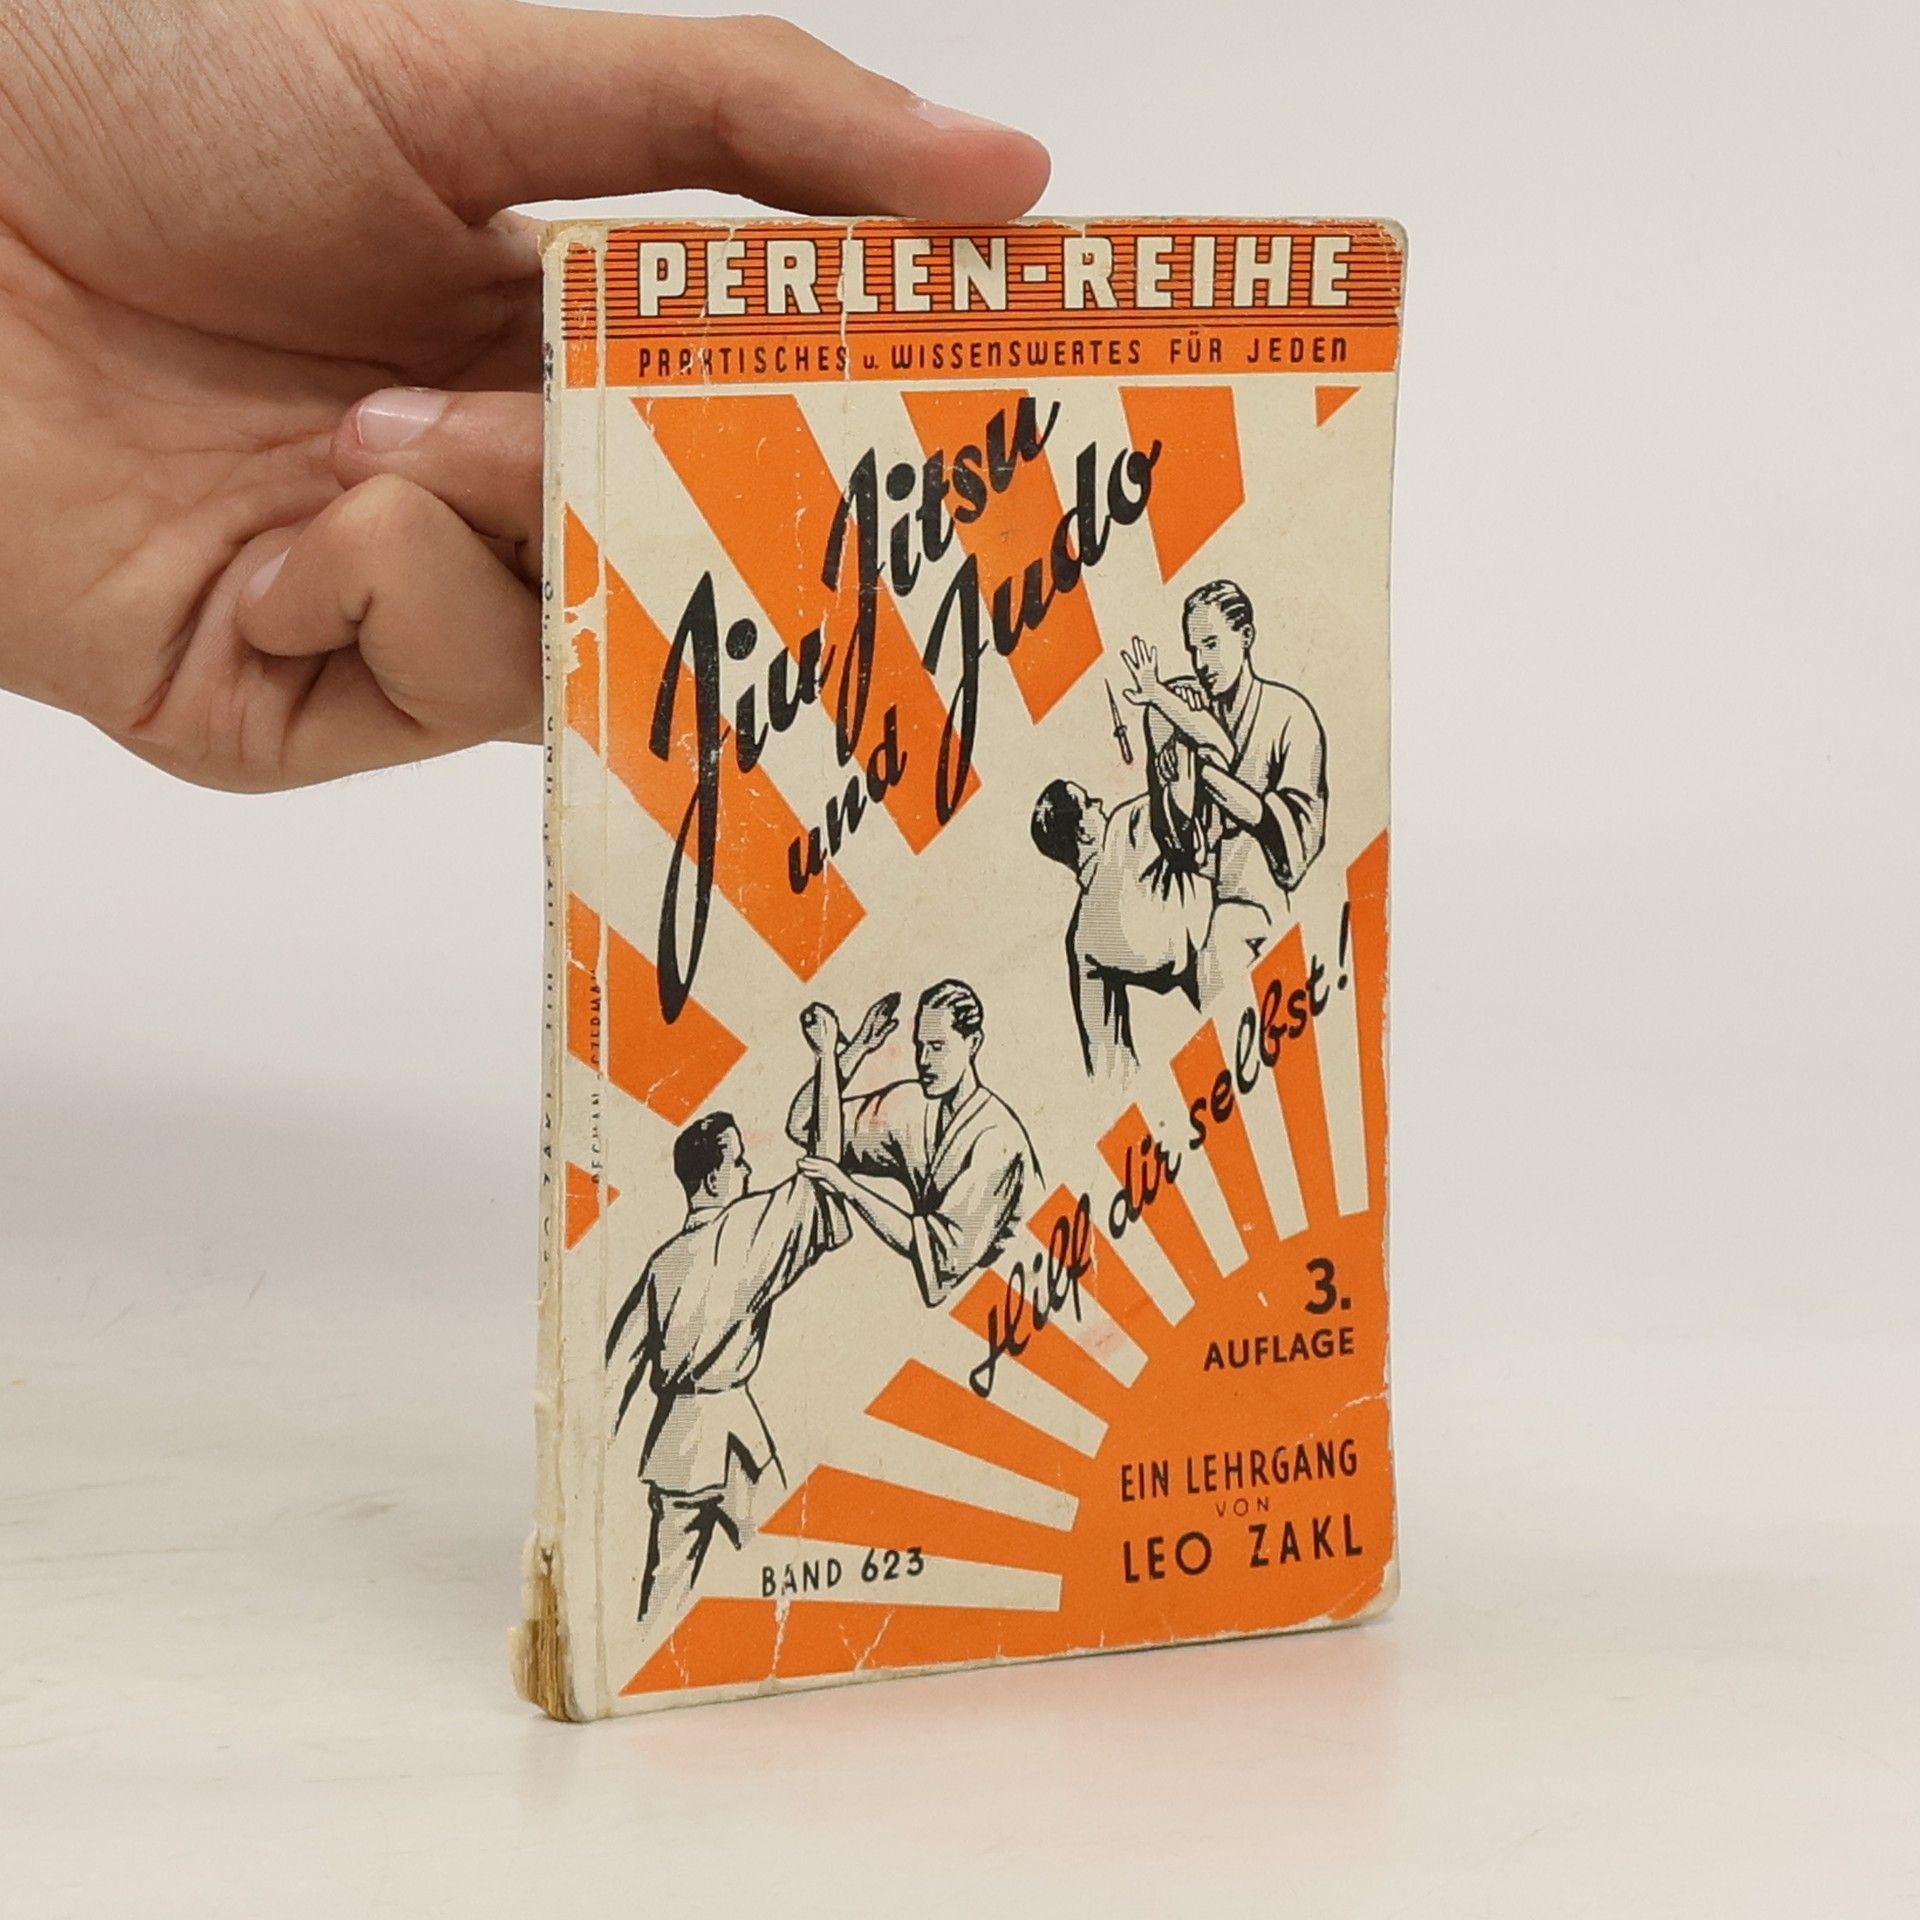 PERLEN-REIHE
PRAKTISCHES u. WISSENSWERTES FÜR JEDEN
Jiu Jitsu
und Judo
Hilf dir selbst!
3.
AUFLAGE
EIN LEHRGANG
VON
LEO ZAKL
BAND 623